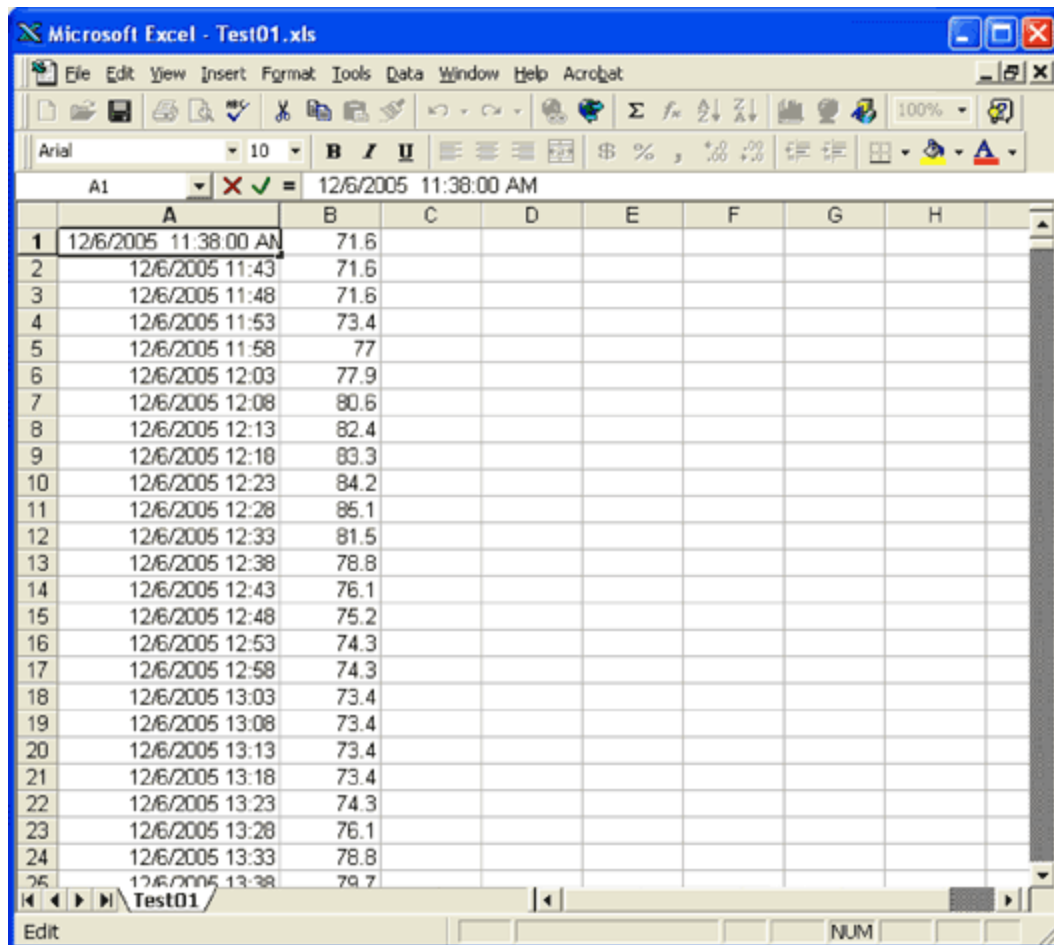 Microsoft Excel - Test01.xls
File Edit View Insert Format Tools Data Window Help Acrobat
100%
Arial 10 B I U $ % ,
A1 = 12/6/2005 11:38:00 AM
A B C D E F G H
1 12/6/2005 11:38:00 AM 71.6
2 12/6/2005 11:43 71.6
3 12/6/2005 11:48 71.6
4 12/6/2005 11:53 73.4
5 12/6/2005 11:58 77
6 12/6/2005 12:03 77.9
7 12/6/2005 12:08 80.6
8 12/6/2005 12:13 82.4
9 12/6/2005 12:18 83.3
10 12/6/2005 12:23 84.2
11 12/6/2005 12:28 85.1
12 12/6/2005 12:33 81.5
13 12/6/2005 12:38 78.8
14 12/6/2005 12:43 76.1
15 12/6/2005 12:48 75.2
16 12/6/2005 12:53 74.3
17 12/6/2005 12:58 74.3
18 12/6/2005 13:03 73.4
19 12/6/2005 13:08 73.4
20 12/6/2005 13:13 73.4
21 12/6/2005 13:18 73.4
22 12/6/2005 13:23 74.3
23 12/6/2005 13:28 76.1
24 12/6/2005 13:33 78.8
25 12/6/2005 13:38 79.7
Test01
Edit NUM